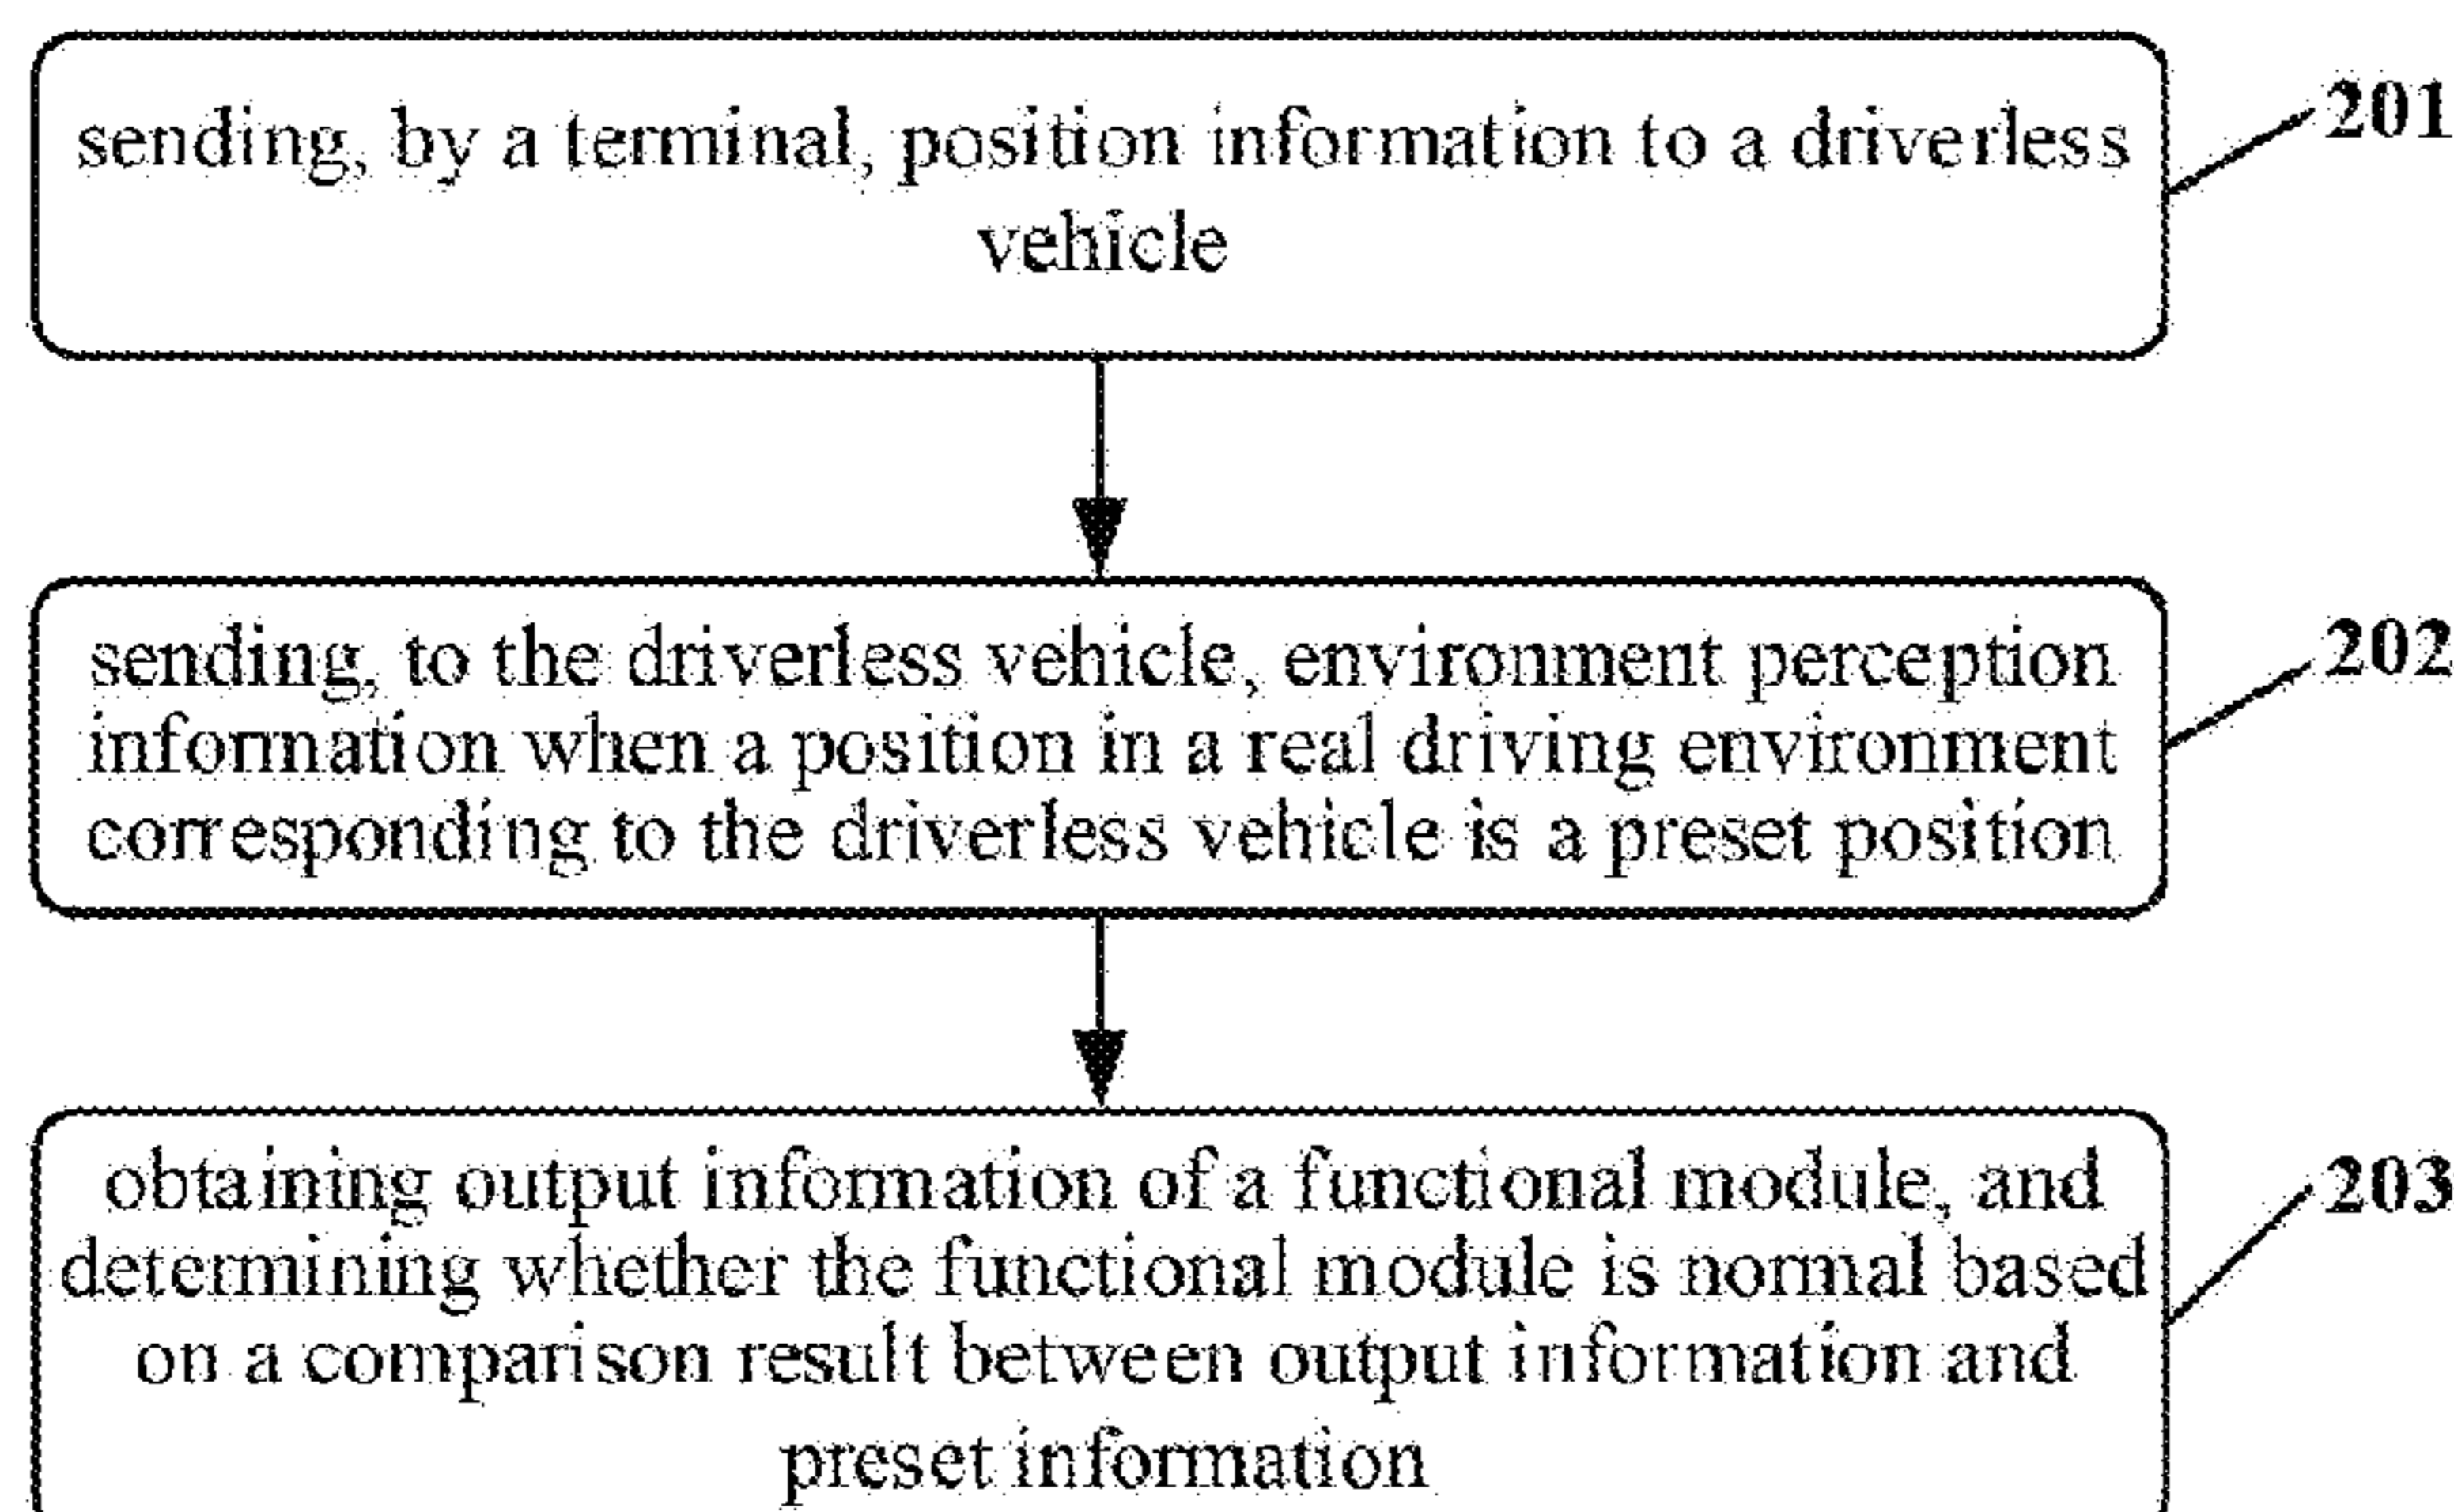 sending, by a terminal, position information to a driverless
vehicle
201
sending, to the driverless vehicle, environment perception
information when a position in a real driving environment
corresponding to the driverless vehicle is a preset position
202
obtaining output information of a functional module, and
determining whether the functional module is normal based
on a comparison result between output information and
preset information
203